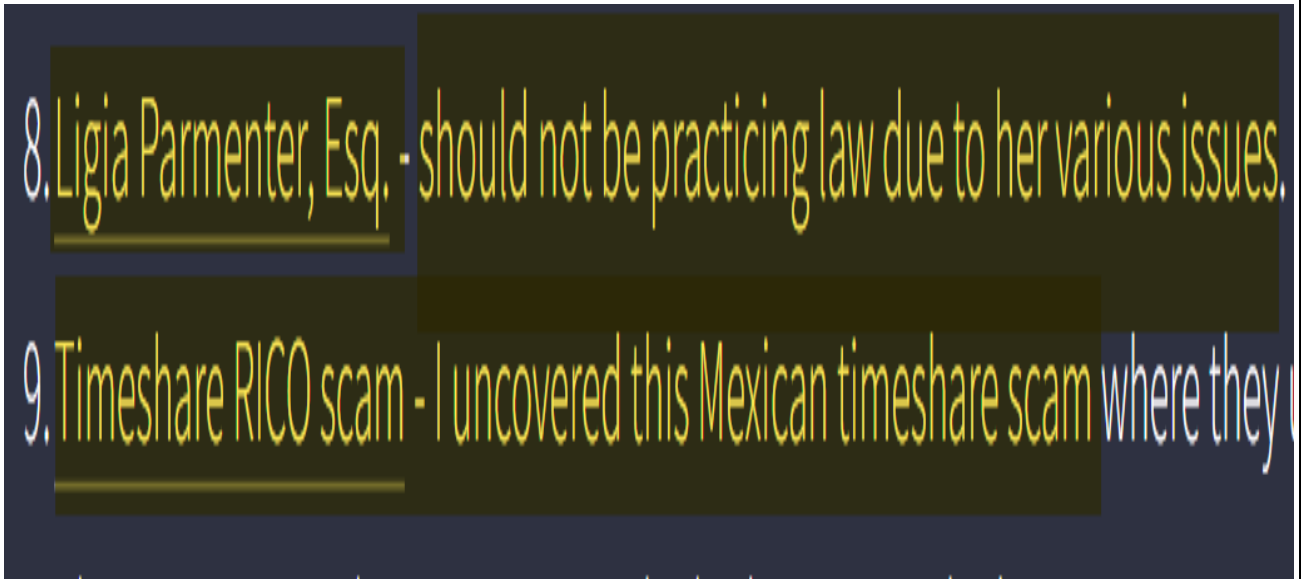 8. Ligia Parmenter, Esq. - should not be practicing law due to her various issues.
9. Timeshare RICO scam - I uncovered this Mexican timeshare scam where they